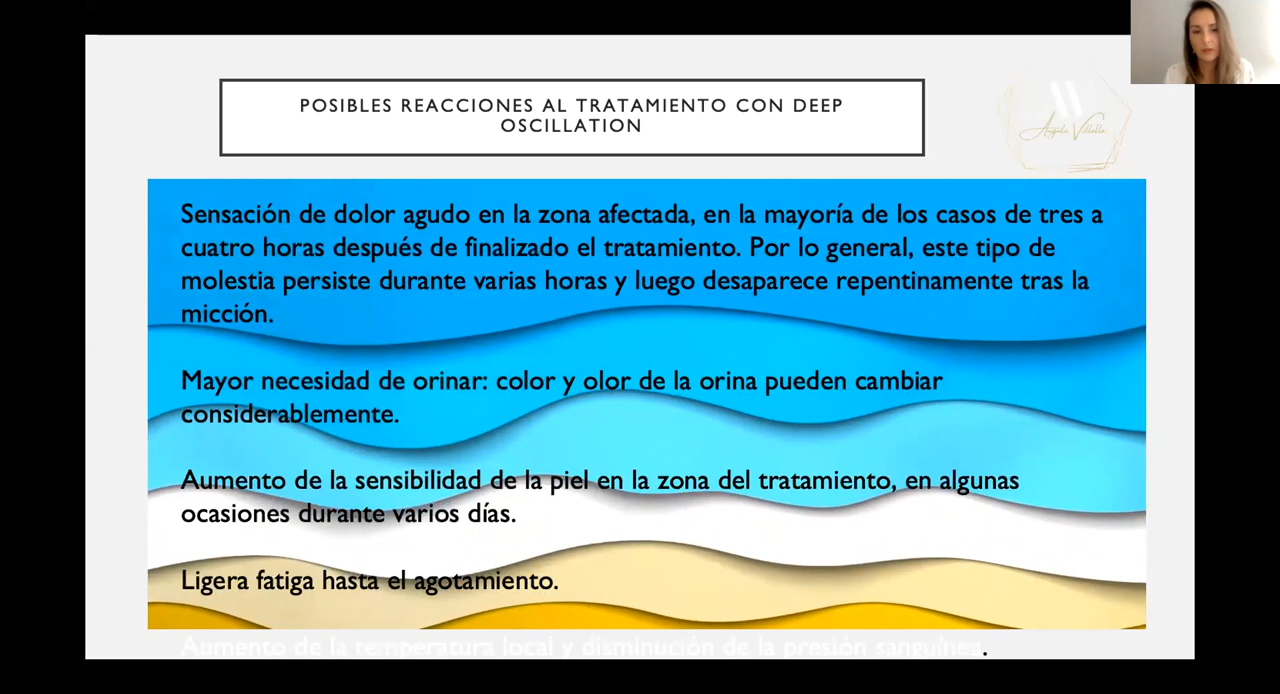 POSIBLES REACCIONES AL TRATAMIENTO CON DEEP
OSCILLATION
Angela Villalba
Sensación de dolor agudo en la zona afectada, en la mayoría de los casos de tres a
cuatro horas después de finalizado el tratamiento. Por lo general, este tipo de
molestia persiste durante varias horas y luego desaparece repentinamente tras la
micción.
Mayor necesidad de orinar: color y olor de la orina pueden cambiar
considerablemente.
Aumento de la sensibilidad de la piel en la zona del tratamiento, en algunas
ocasiones durante varios días.
Ligera fatiga hasta el agotamiento.
Aumento de la temperatura local y disminución de la presión sanguínea.